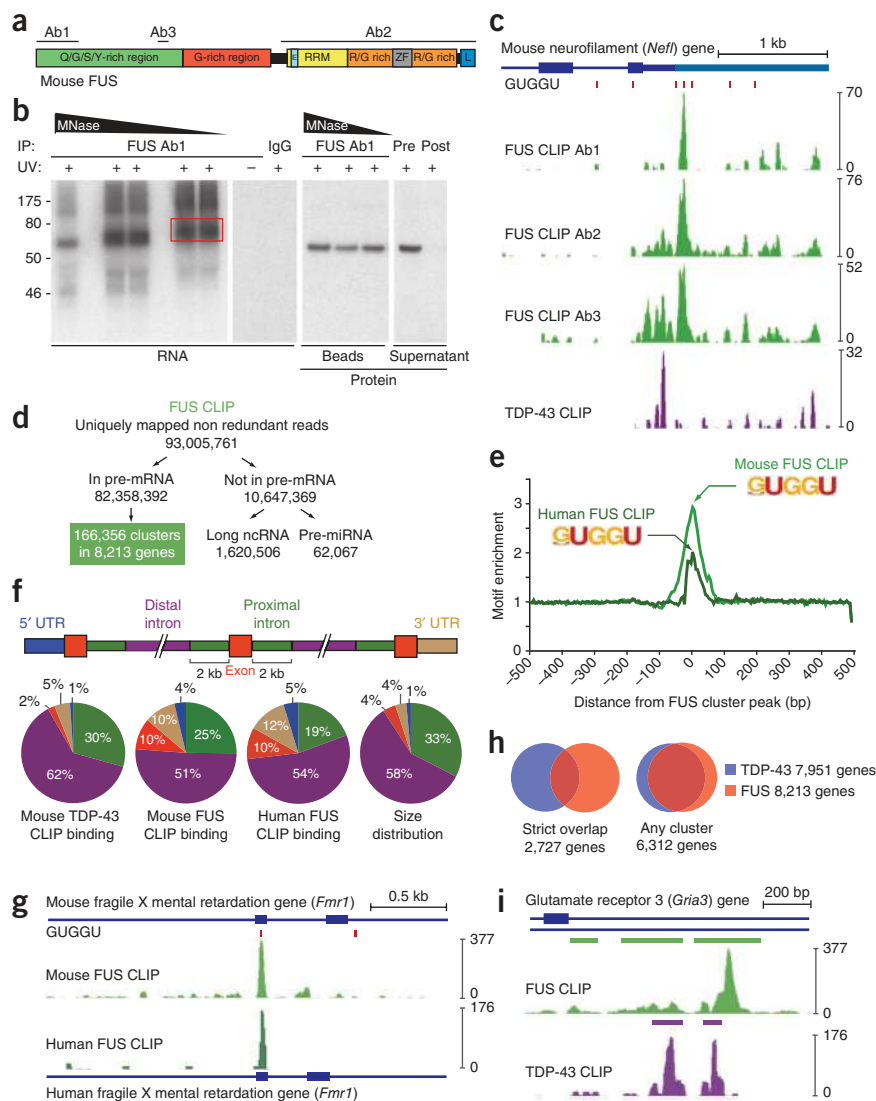 a
Ab1
Ab3
Ab2
Q/G/S/Y-rich region
G-rich region
E
RRM
R/G rich
ZF
R/G rich
L
Mouse FUS
b
MNase
MNase
IP:
FUS Ab1
IgG
FUS Ab1
Pre
Post
UV:
+
+
+
+
+
–
+
+
+
+
+
+
175
80
50
46
RNA
Beads
Supernatant
Protein
c
Mouse neurofilament (Nefl) gene
1 kb
GUGGU
70
FUS CLIP Ab1
0
76
FUS CLIP Ab2
0
52
FUS CLIP Ab3
0
32
TDP-43 CLIP
0
d
FUS CLIP
Uniquely mapped non redundant reads
93,005,761
In pre-mRNA
82,358,392
Not in pre-mRNA
10,647,369
166,356 clusters
in 8,213 genes
Long ncRNA
1,620,506
Pre-miRNA
62,067
e
Mouse FUS CLIP
GUGGU
Human FUS CLIP
GUGGU
Motif enrichment
3
2
1
0
–500
–400
–300
–200
–100
0
100
200
300
400
500
Distance from FUS cluster peak (bp)
f
5′ UTR
Distal
intron
Proximal
intron
3′ UTR
2 kb
Exon
2 kb
2%
5%
1%
30%
62%
Mouse TDP-43
CLIP binding
4%
10%
10%
25%
51%
Mouse FUS
CLIP binding
5%
12%
10%
19%
54%
Human FUS
CLIP binding
4%
4%
1%
33%
58%
Size
distribution
h
TDP-43 7,951 genes
FUS 8,213 genes
Strict overlap
2,727 genes
Any cluster
6,312 genes
g
Mouse fragile X mental retardation gene (Fmr1)
0.5 kb
GUGGU
377
Mouse FUS CLIP
0
176
Human FUS CLIP
0
Human fragile X mental retardation gene (Fmr1)
i
Glutamate receptor 3 (Gria3) gene
200 bp
377
FUS CLIP
0
176
TDP-43 CLIP
0